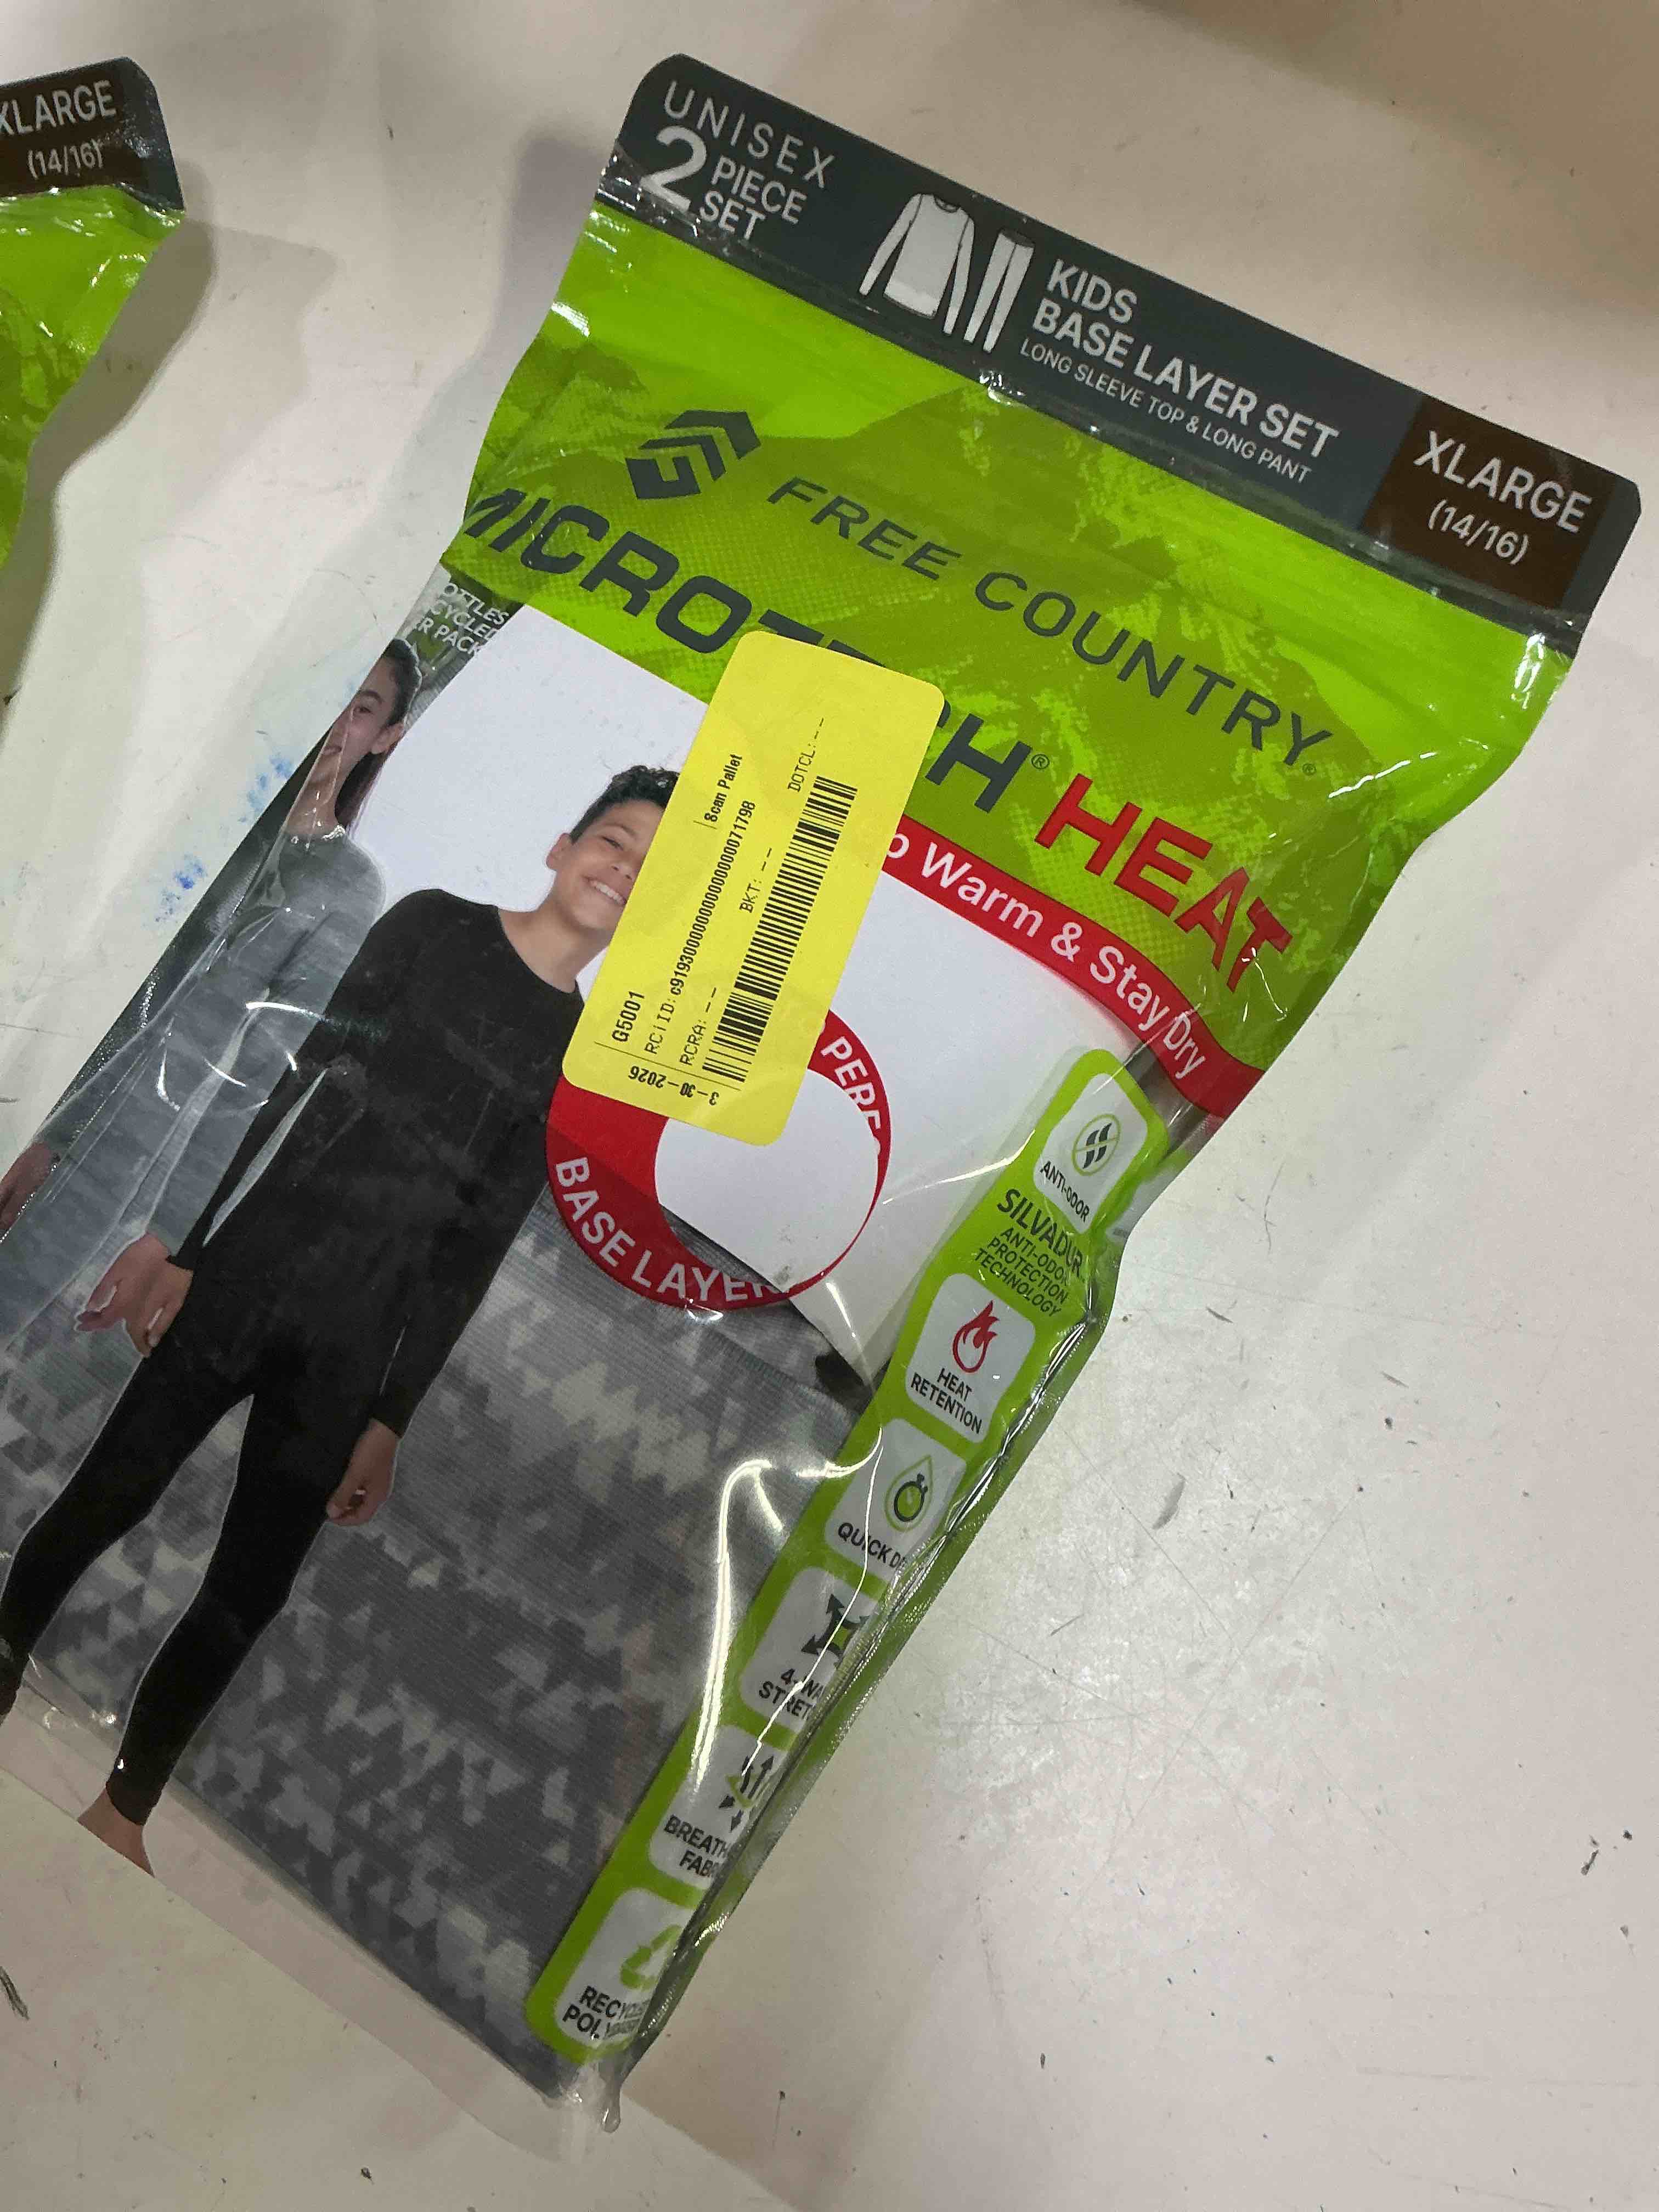 XLARGE
(14/16)
UNISEX
2 PIECE
SET
KIDS
BASE LAYER SET
LONG SLEEVE TOP & LONG PANT
XLARGE
(14/16)
FREE COUNTRY®
HEAT
Warm & Stay Dry
G5001
Scan Pallet
BKT: --
DOTCL: --
RCRA: --
3-30-2026
BASE LAYER
ANTI-ODOR
SILVADUR
ANTI-ODOR
PROTECTION
TECHNOLOGY
HEAT
RETENTION
QUICK